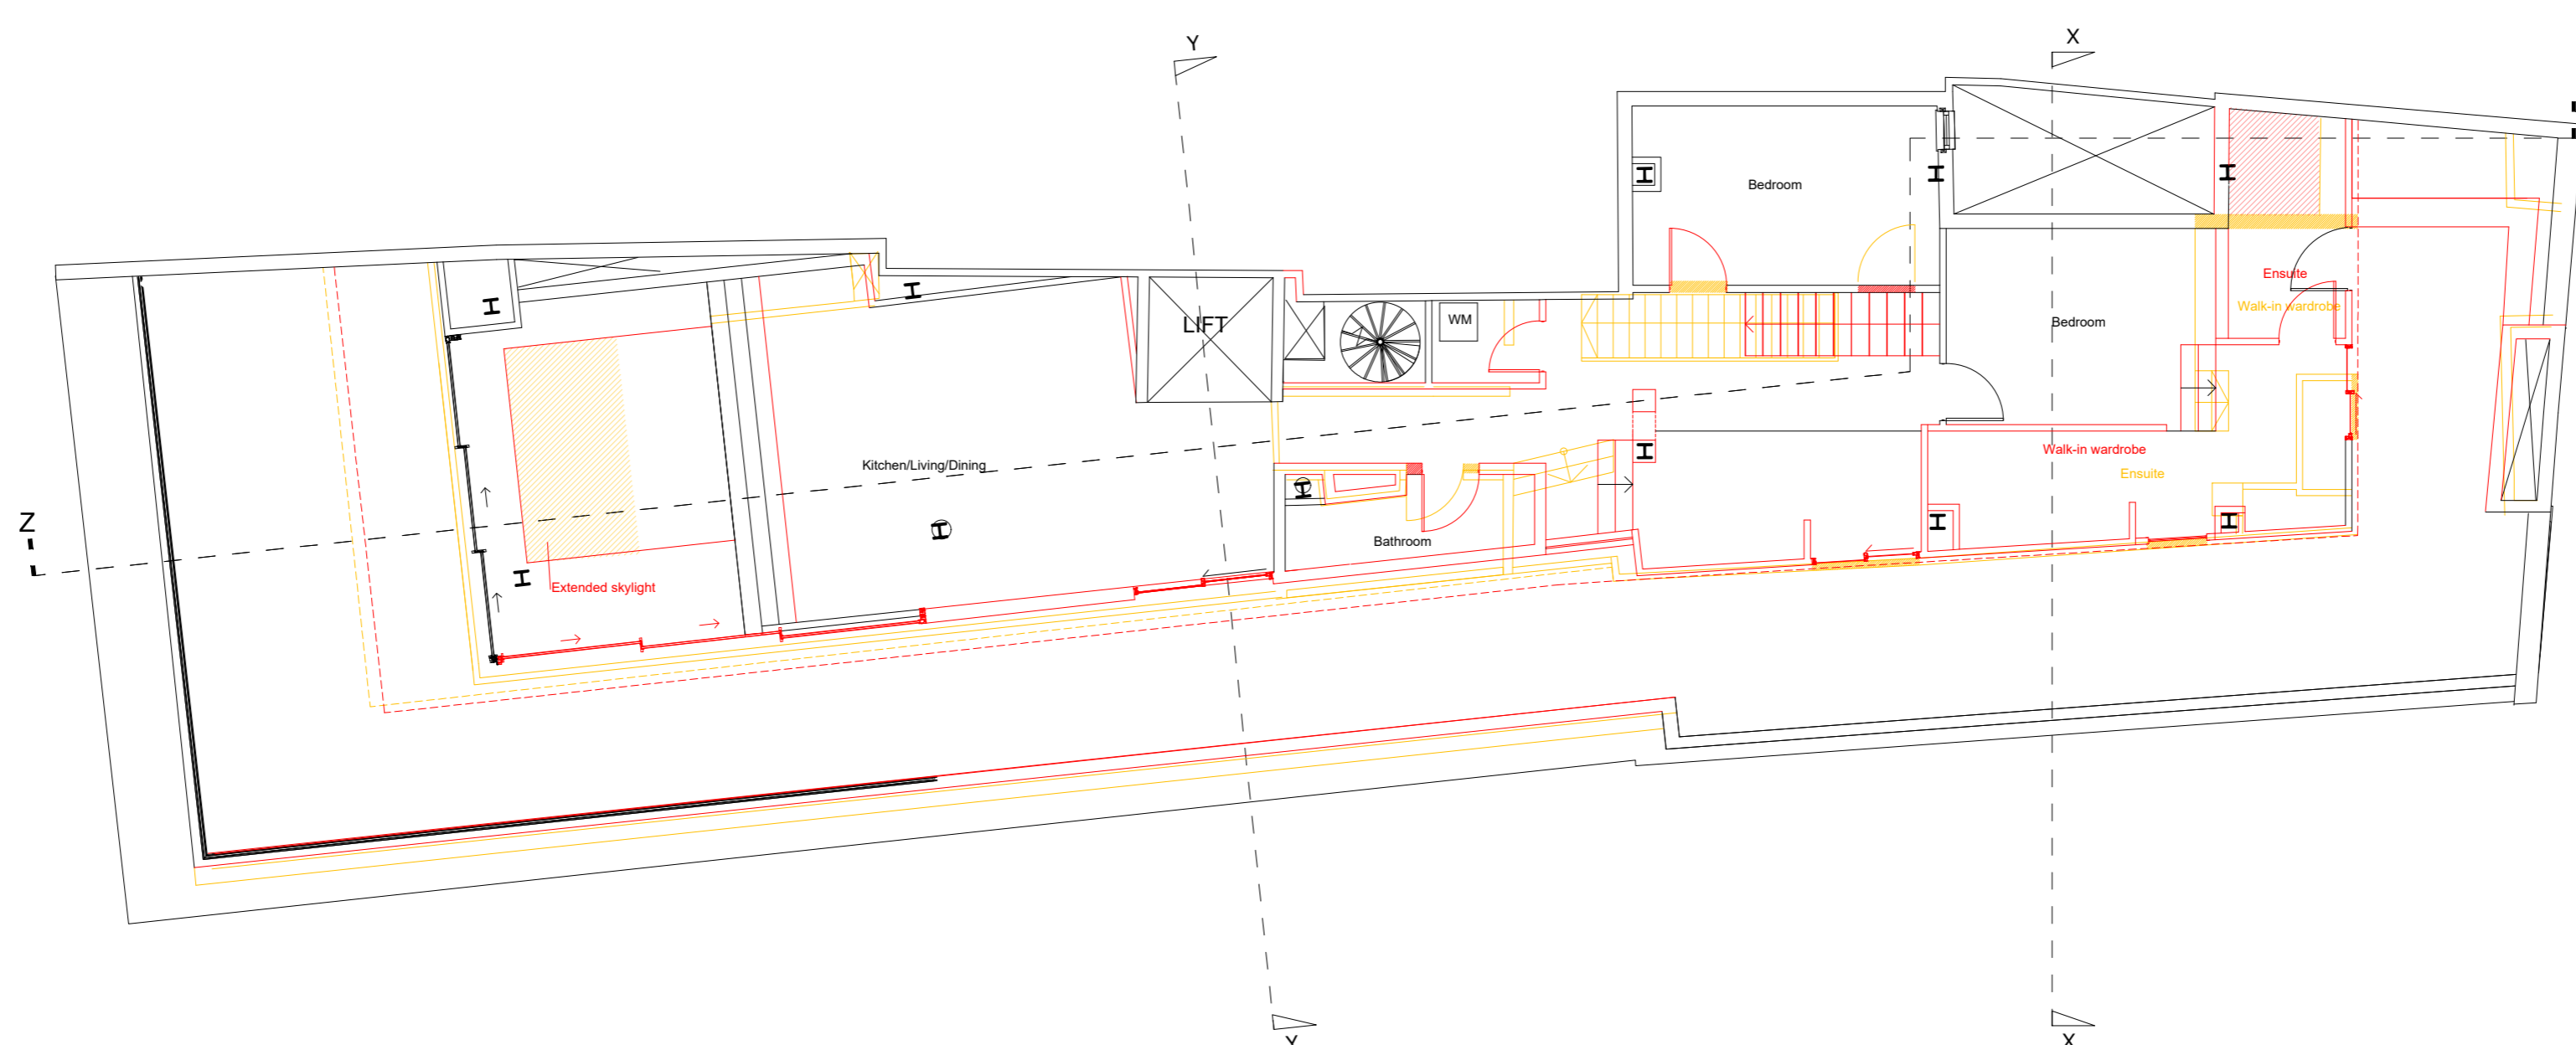 Y
X
Bedroom
Ensuite
Walk-in wardrobe
LIFT
WM
Bedroom
Kitchen/Living/Dining
Walk-in wardrobe
Ensuite
Z
Bathroom
Extended skylight
Y
X